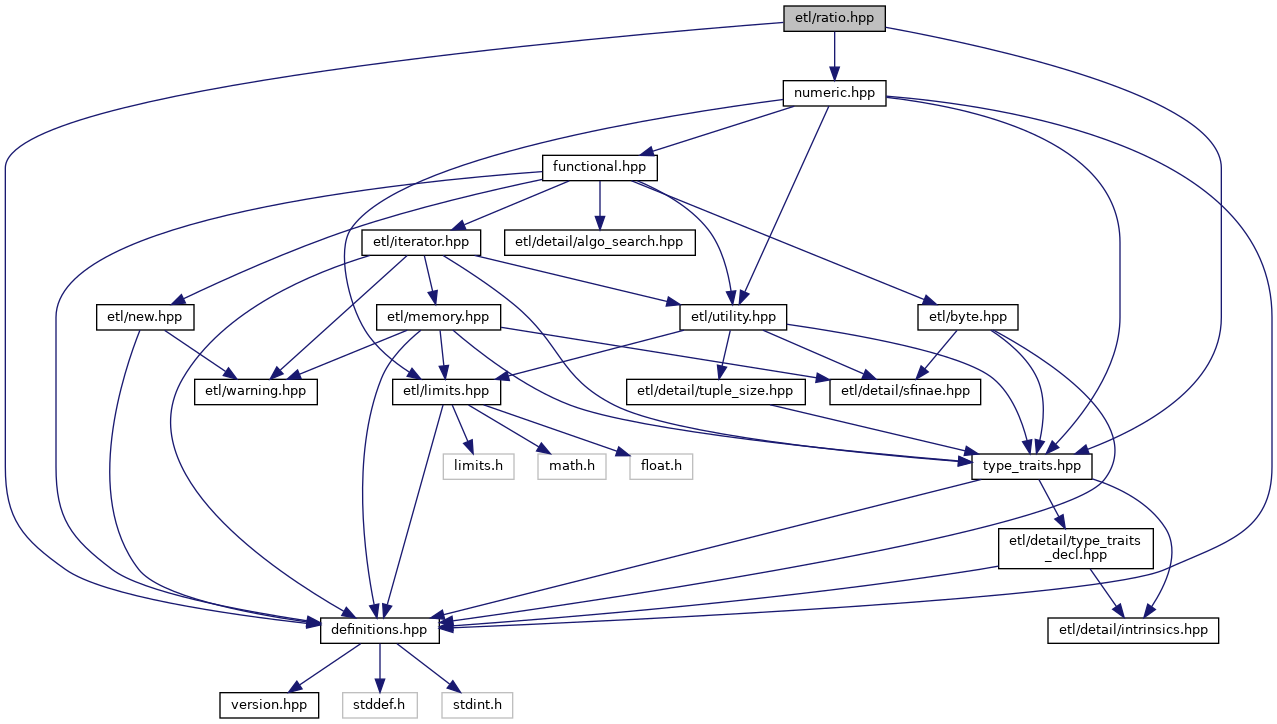 etl/ratio.hpp
numeric.hpp
functional.hpp
etl/iterator.hpp
etl/detail/algo_search.hpp
etl/new.hpp
etl/memory.hpp
etl/utility.hpp
etl/byte.hpp
etl/warning.hpp
etl/limits.hpp
etl/detail/tuple_size.hpp
etl/detail/sfinae.hpp
limits.h
math.h
float.h
type_traits.hpp
etl/detail/type_traits
_decl.hpp
definitions.hpp
etl/detail/intrinsics.hpp
version.hpp
stddef.h
stdint.h